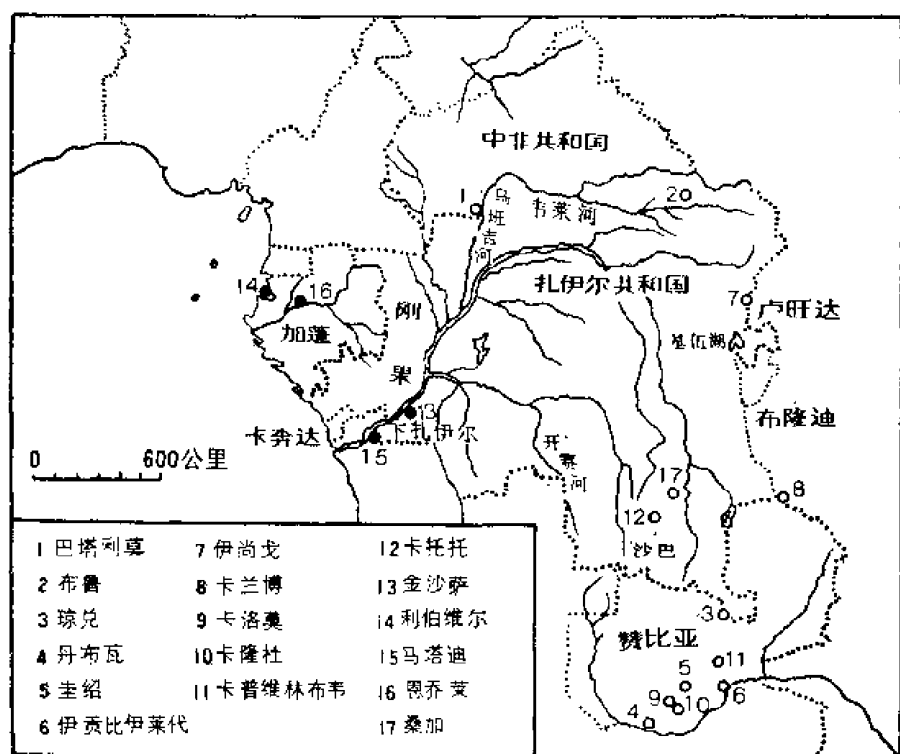 中非共和国
1
乌班吉河
韦莱河
2
扎伊尔共和国
14
16
加蓬
刚果
7
卢旺达
基伍湖
布隆迪
13
卡奔达
扎伊尔
15
开赛河
0 600公里
17
8
12
沙巴
3
赞比亚
11
5
9
10
6
4
1 巴塔利莫
2 布鲁
3 琼兑
4 丹布瓦
5 圭绍
6 伊贡比伊莱代
7 伊尚戈
8 卡兰博
9 卡洛莫
10 卡隆杜
11 卡普维林布韦
12 卡托托
13 金沙萨
14 利伯维尔
15 马塔迪
16 恩乔莱
17 桑加